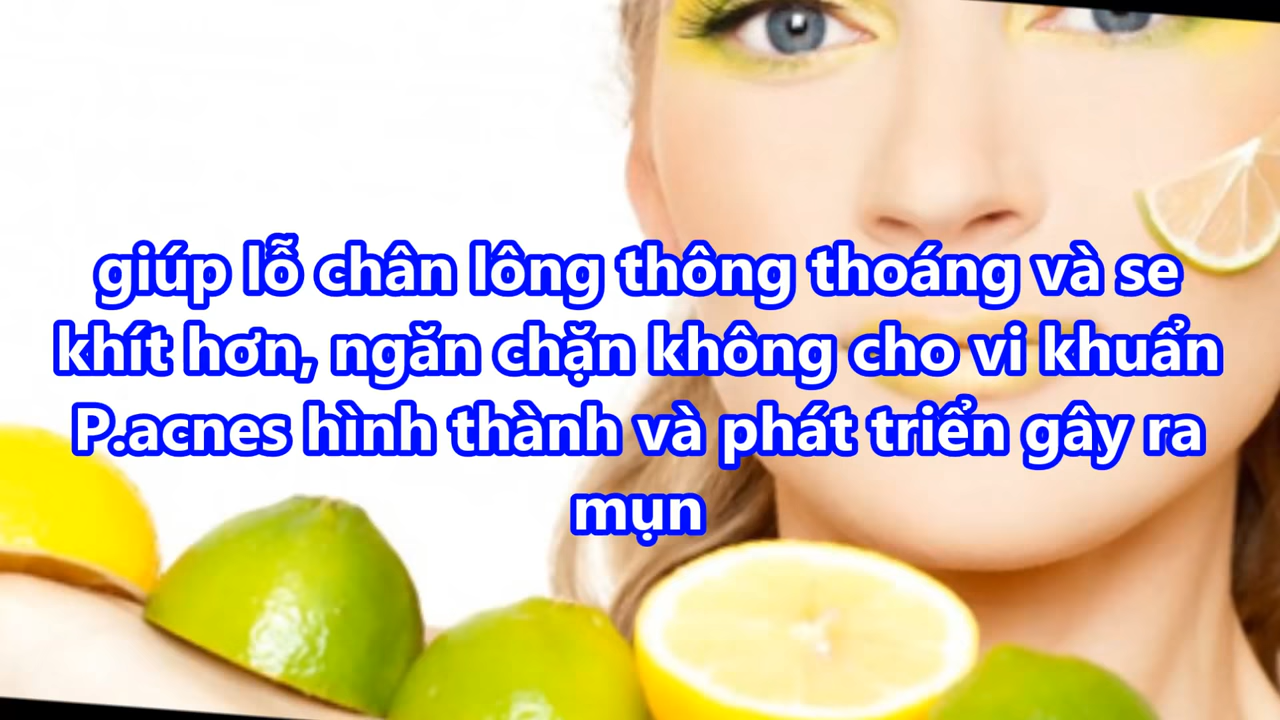 giúp lỗ chân lông thông thoáng và se
khít hơn, ngăn chặn không cho vi khuẩn
P.acnes hình thành và phát triển gây ra
mụn